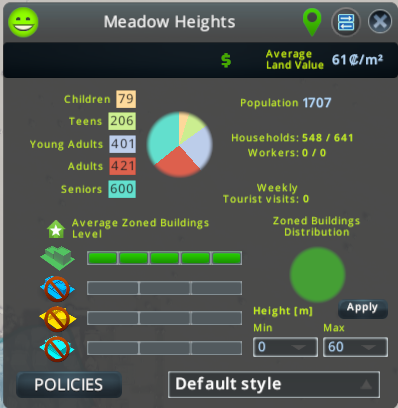 Meadow Heights
$ Average Land Value 61₡/m²
Children 79
Teens 206
Young Adults 401
Adults 421
Seniors 600
Population 1707
Households: 548 / 641
Workers: 0 / 0
Weekly
Tourist visits: 0
Average Zoned Buildings
Level
Zoned Buildings
Distribution
Height [m]
Apply
Min
Max
0
60
POLICIES
Default style